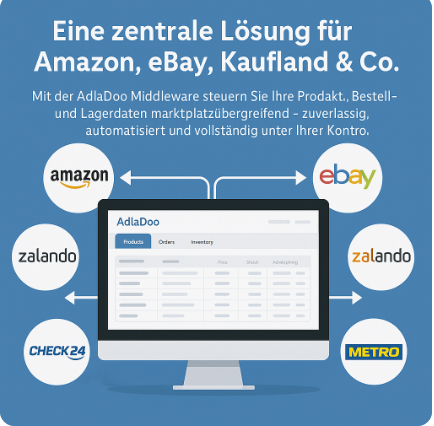 Eine zentrale Lösung für
Amazon, eBay, Kaufland & Co.
Mit der AdlaDoo Middleware steuern Sie Ihre Prodakt., Bestell-
und Lagerdaten marktplatzübergreifend – zuverlassig,
automatisiert und vollständig unter Ihrer Kontro.
amazon
ebay
AdlaDoo
Products Orders Inventory
zalando
zalando
CHECK24
METRO